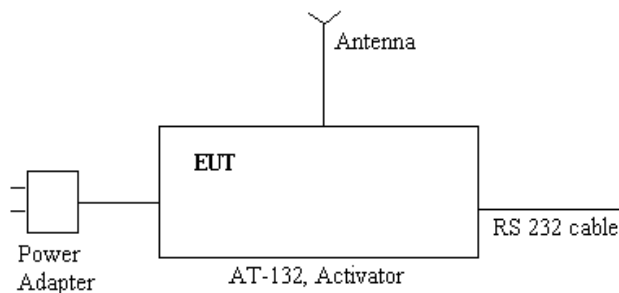 Antenna
EUT
RS 232 cable
Power
Adapter
AT-132, Activator